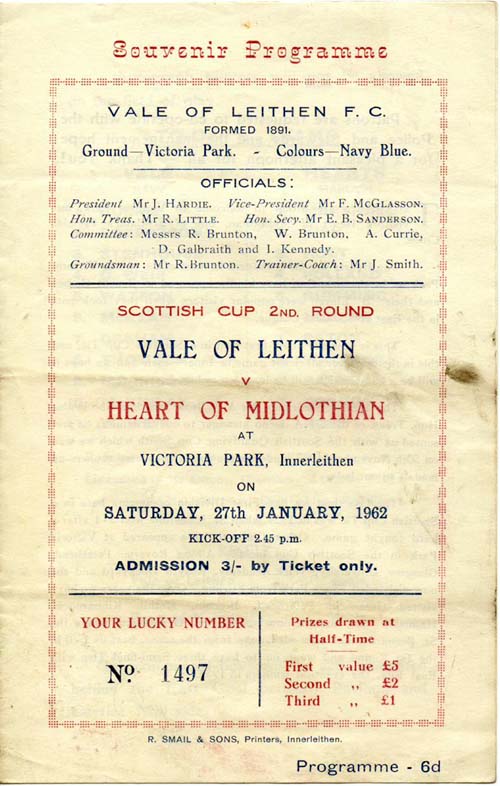 Souvenir Programme
VALE OF LEITHEN F.C.
FORMED 1891.
Ground—Victoria Park. - Colours—Navy Blue.
OFFICIALS:
President Mr J. HARDIE. Vice-President Mr F. McGLASSON.
Hon. Treas. Mr R. LITTLE. Hon. Secy. Mr E. B. SANDERSON.
Committee: Messrs R. Brunton, W. Brunton, A. Currie,
D. Galbraith and I. Kennedy.
Groundsman: Mr R. Brunton. Trainer-Coach: Mr J. Smith.
SCOTTISH CUP 2ND. ROUND
VALE OF LEITHEN
V
HEART OF MIDLOTHIAN
AT
VICTORIA PARK, Innerleithen
ON
SATURDAY, 27th JANUARY, 1962
KICK-OFF 2.45 p.m.
ADMISSION 3/- by Ticket only.
YOUR LUCKY NUMBER
No. 1497
Prizes drawn at
Half-Time
First value £5
Second ,, £2
Third ,, £1
R. SMAIL & SONS, Printers, Innerleithen.
Programme - 6d